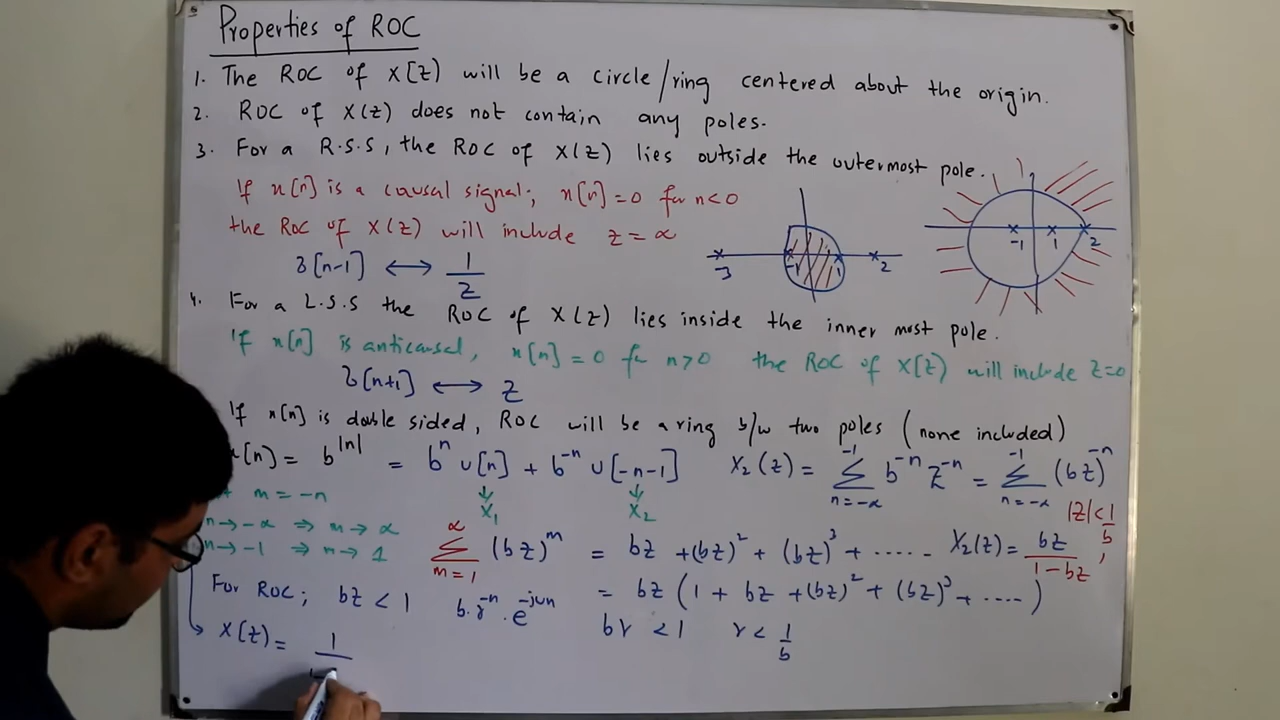 Properties of ROC
1. The ROC of X[z) will be a circle/ring centered about the origin.
2. ROC of X(z) does not contain any poles.
3. For a R.S.S, the ROC of X(z) lies outside the outermost pole.
If x[n] is a causal signal; x[n]=0 for n<0
the ROC of X(z) will include z=∝
δ[n-1] ↔ 1/z
-3 -1 1 2
-1 1 2
4. For a L.S.S the ROC of X(z) lies inside the inner most pole.
If x[n] is anticausal, x[n]=0 for n>0 the ROC of X(z) will include z=0
δ[n+1] ↔ z
If x[n] is double sided, ROC will be a ring b/w two poles (none included)
x(n) = b^|n| = b^n u[n] + b^-n u[-n-1] X₂(z) = Σ_{n=-∝}^{-1} b^-n z^-n = Σ_{n=-∝}^{-1} (bz)^-n
m = -n ↓ X₁ ↓ X₂ |z|<1/b
n→-∝ ⇒ m→∝
n→-1 ⇒ m→1 Σ_{m=1}^{∝} (bz)^m = bz + (bz)² + (bz)³ + ..... X₂(z) = bz/(1-bz) ,
= bz (1 + bz + (bz)² + (bz)³ + ....)
For ROC; bz < 1 b.r^-n.e^-jωn br < 1 r < 1/b
X(z) = 1